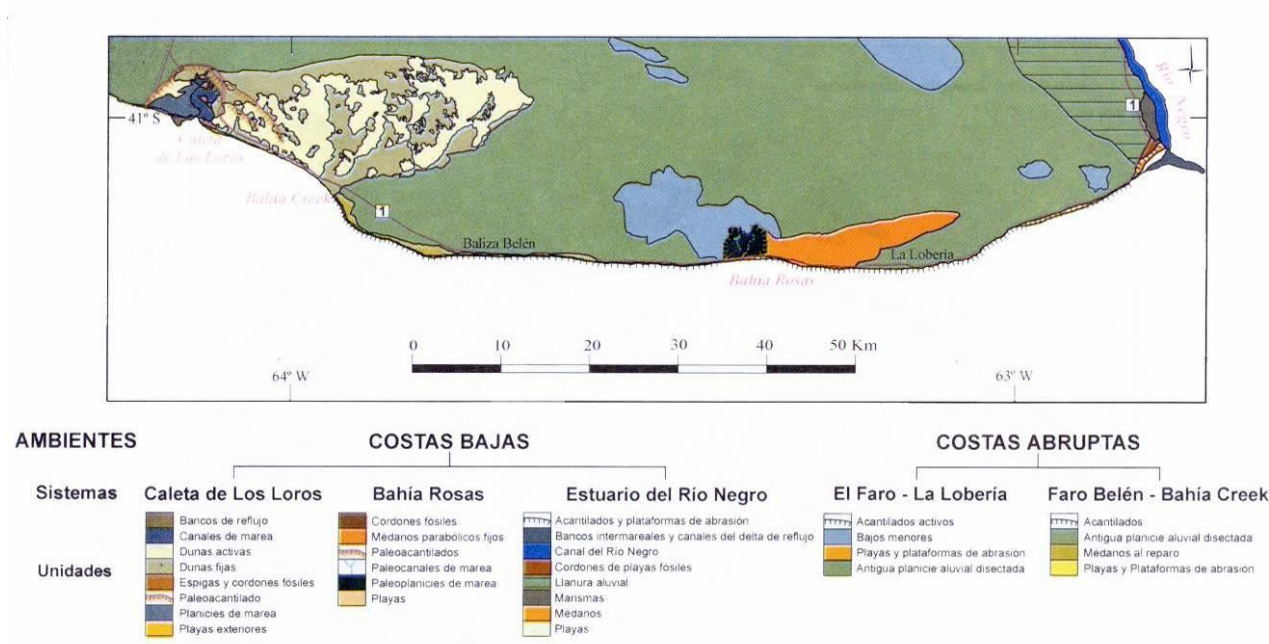 41º S
1
Río Negro
Caleta
de Los Loros
Bahía Creek
1
Baliza Belén
La Lobería
Bahía Rosas
0 10 20 30 40 50 Km
64º W
63º W
AMBIENTES
COSTAS BAJAS
COSTAS ABRUPTAS
Sistemas
Caleta de Los Loros
Bahía Rosas
Estuario del Río Negro
El Faro - La Lobería
Faro Belén - Bahía Creek
Unidades
Bancos de reflujo
Canales de marea
Dunas activas
Dunas fijas
Espigas y cordones fósiles
Paleoacantilado
Planicies de marea
Playas exteriores
Cordones fósiles
Médanos parabólicos fijos
Paleoacantilados
Paleocanales de marea
Paleoplanicies de marea
Playas
Acantilados y plataformas de abrasión
Bancos intermareales y canales del delta de reflujo
Canal del Río Negro
Cordones de playas fósiles
Llanura aluvial
Marismas
Médanos
Playas
Acantilados activos
Bajos menores
Playas y plataformas de abrasión
Antigua planicie aluvial disectada
Acantilados
Antigua planicie aluvial disectada
Médanos al reparo
Playas y Plataformas de abrasión